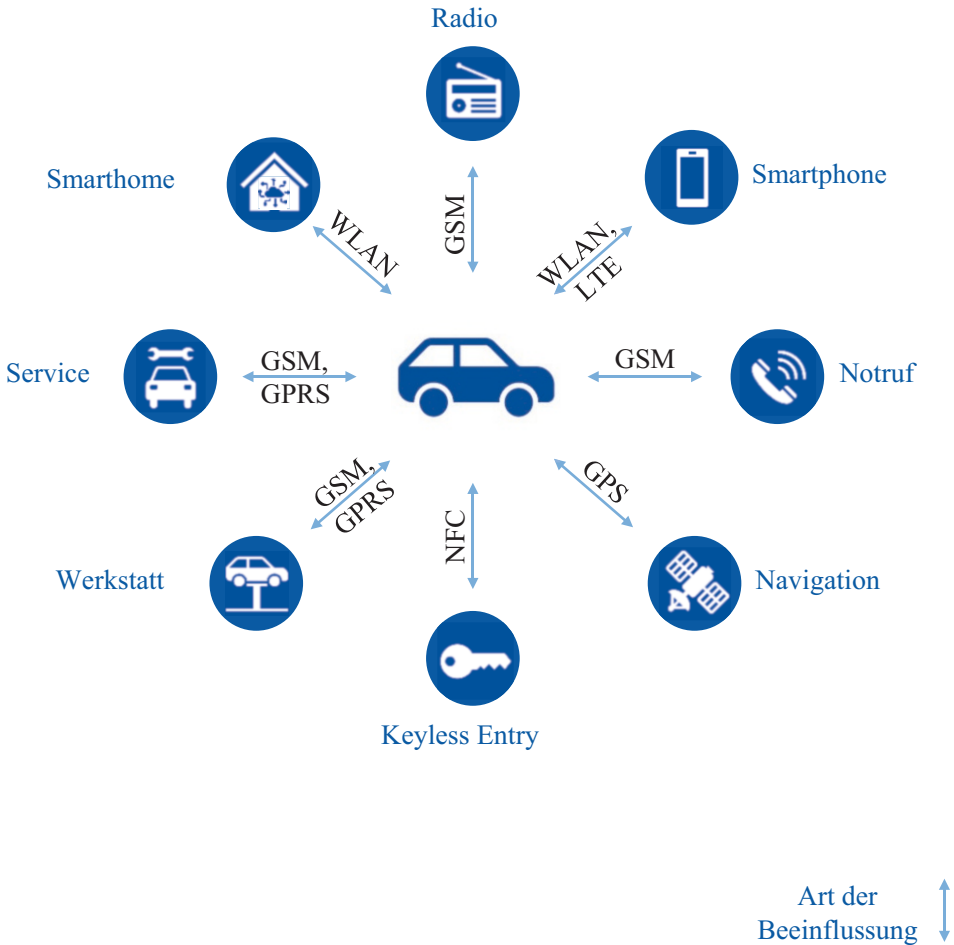 Radio
Smarthome
Smartphone
GSM
WLAN
WLAN,
LTE
Service
GSM,
GPRS
GSM
Notruf
GSM,
GPRS
NFC
GPS
Werkstatt
Navigation
Keyless Entry
Art der
Beeinflussung